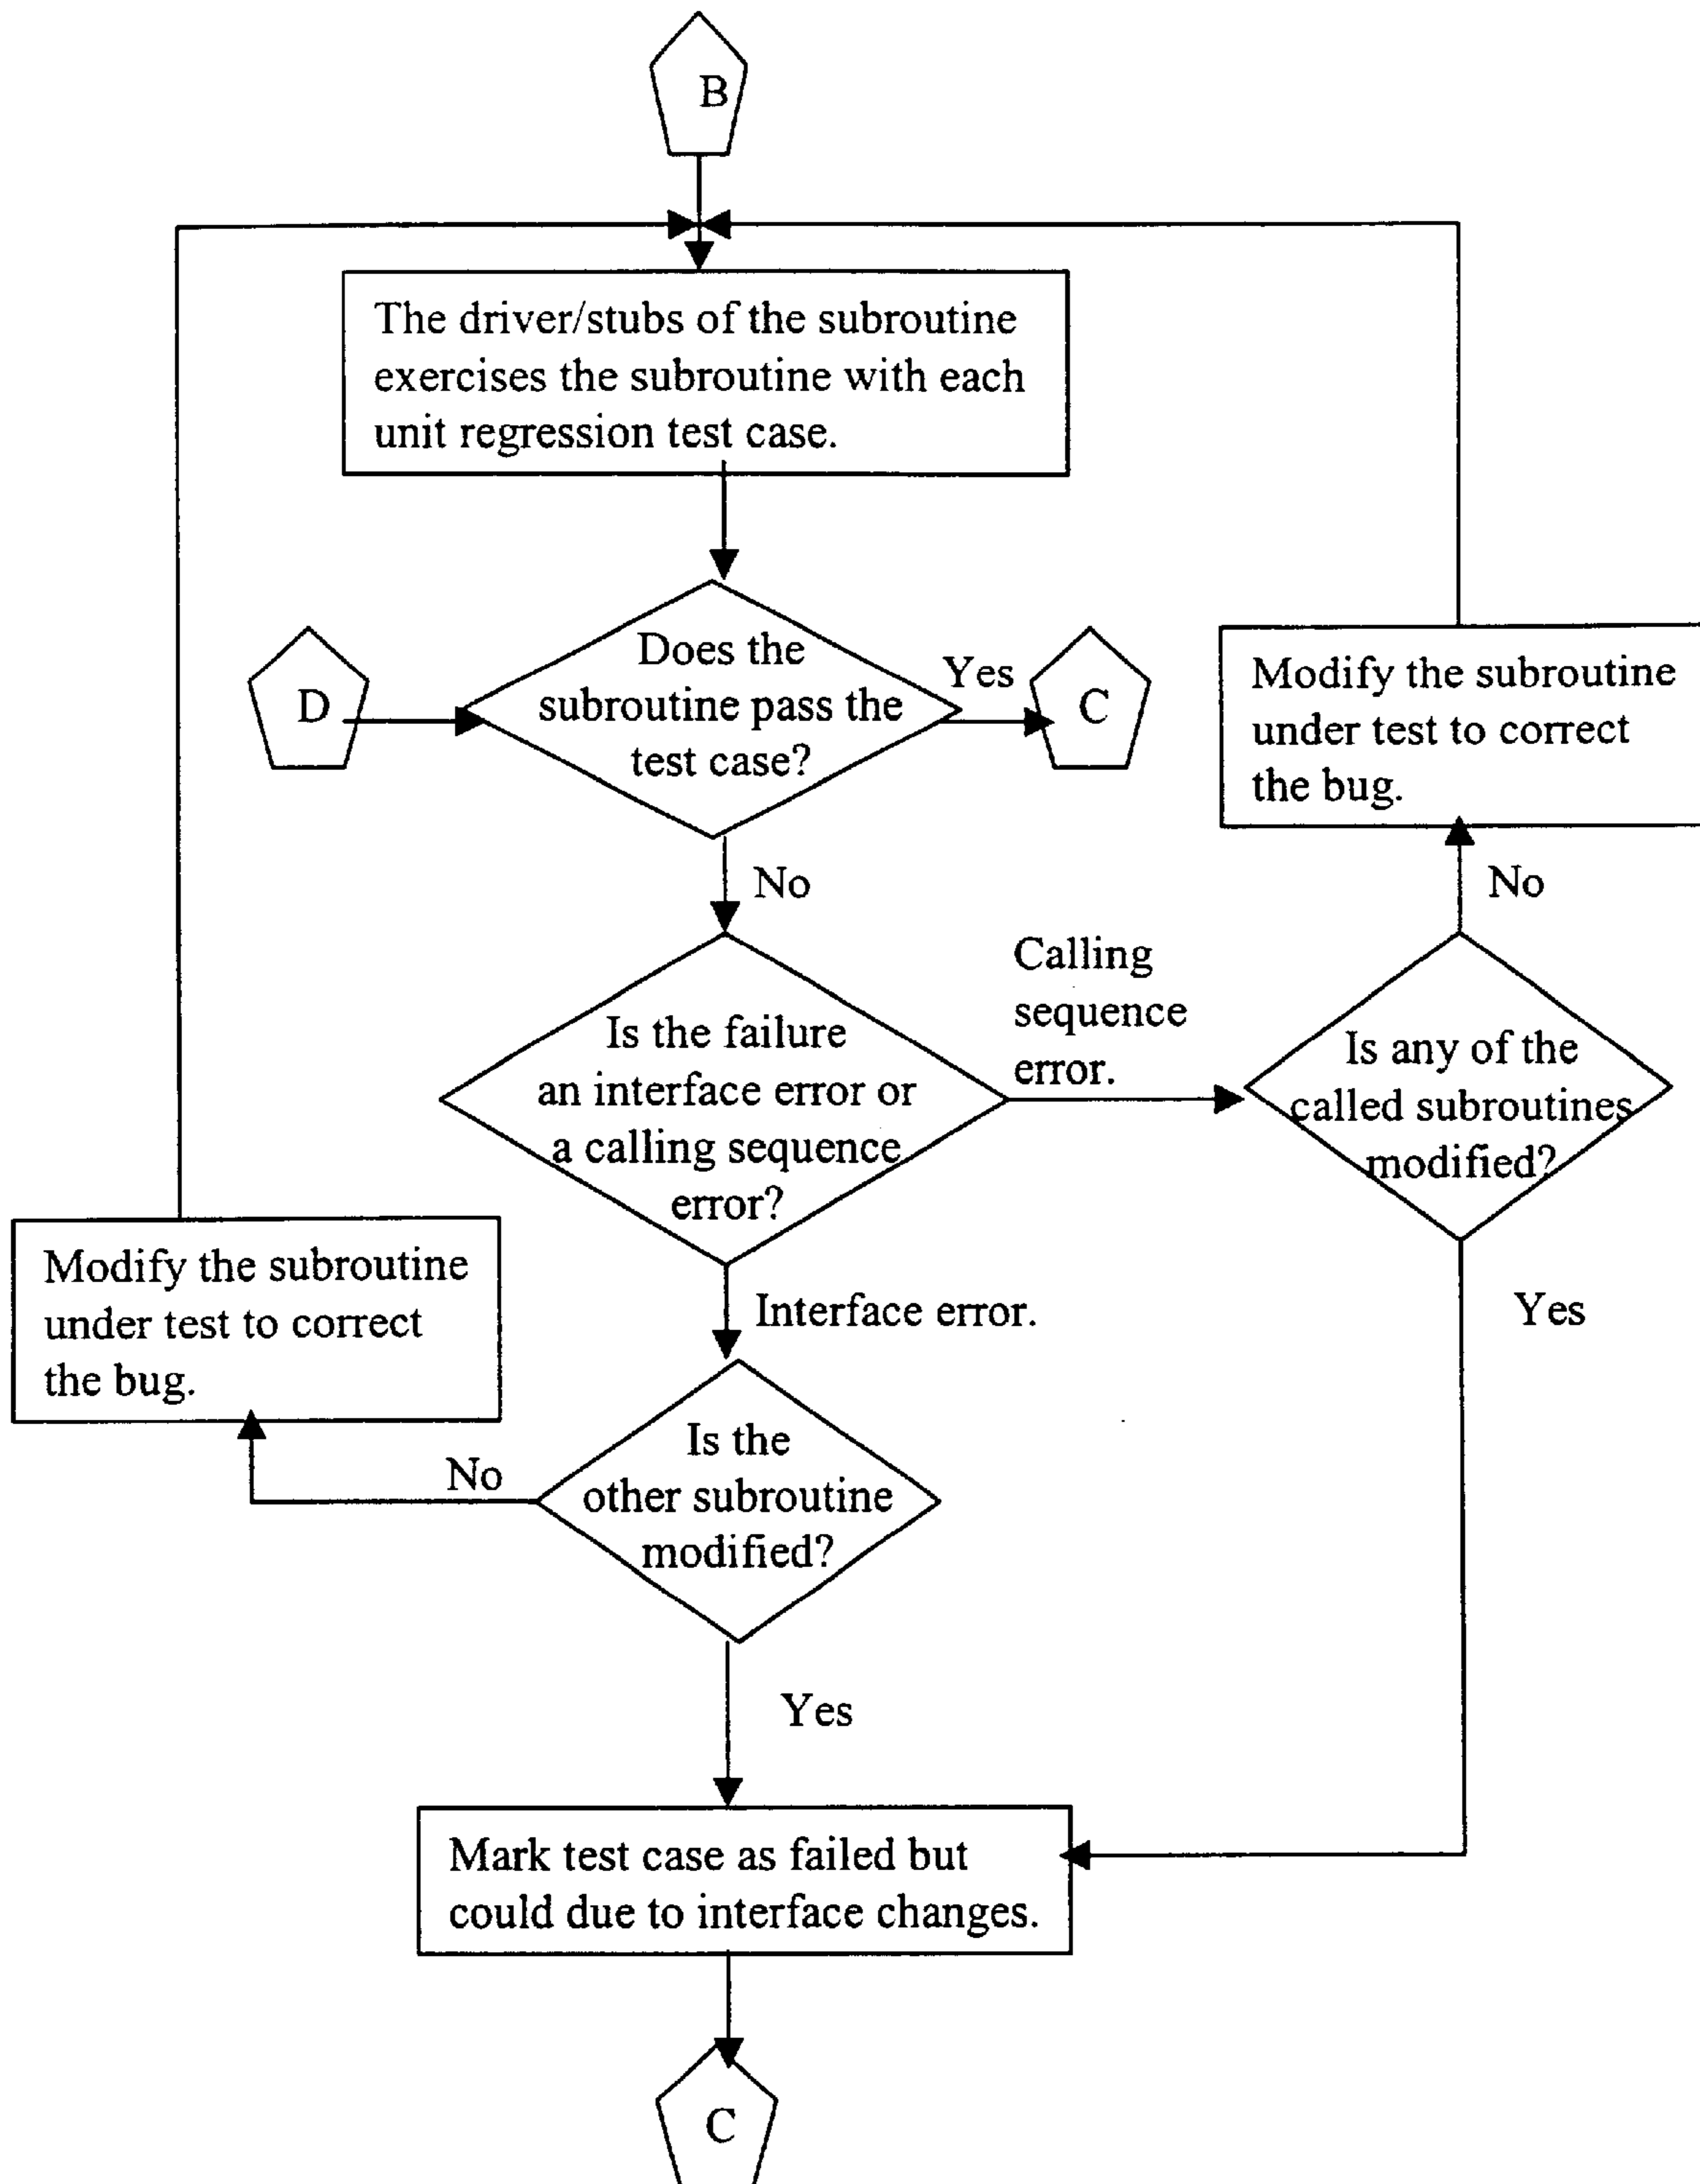 B
The driver/stubs of the subroutine
exercises the subroutine with each
unit regression test case.
Does the
subroutine pass the
test case?
D
Yes
C
Modify the subroutine
under test to correct
the bug.
No
No
Calling
sequence
error.
Is the failure
an interface error or
a calling sequence
error?
Is any of the
called subroutines
modified?
Modify the subroutine
under test to correct
the bug.
Interface error.
Yes
Is the
other subroutine
modified?
No
Yes
Mark test case as failed but
could due to interface changes.
C